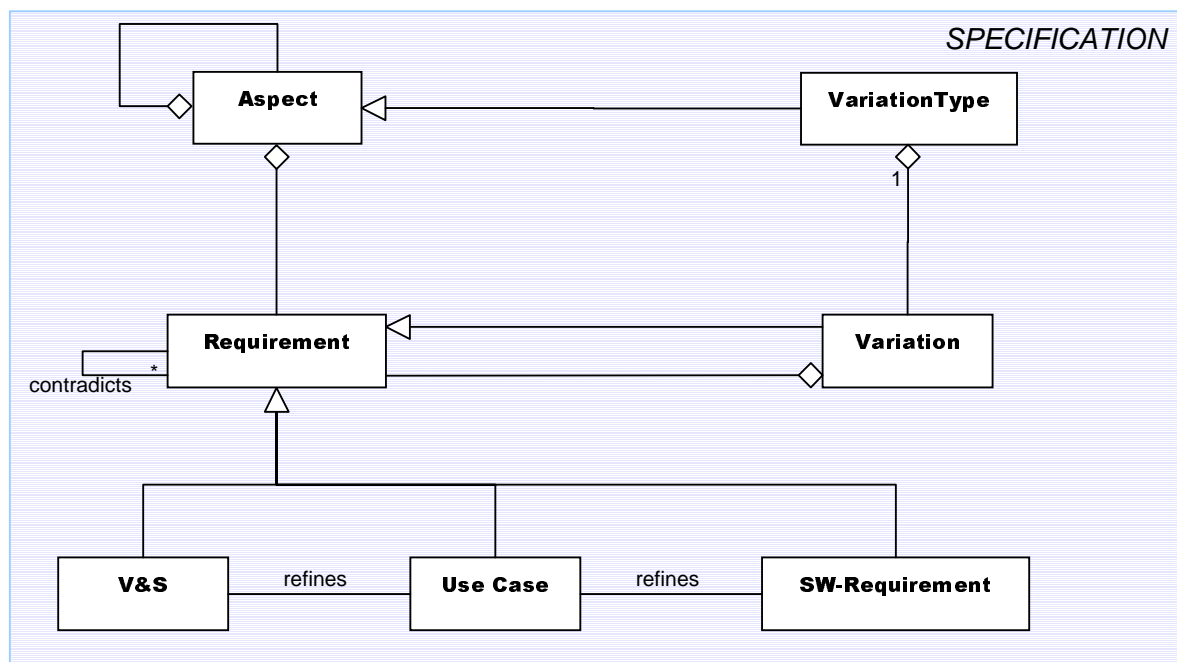 SPECIFICATION
Aspect
VariationType
1
Requirement
Variation
*
contradicts
refines
refines
V&S
Use Case
SW-Requirement